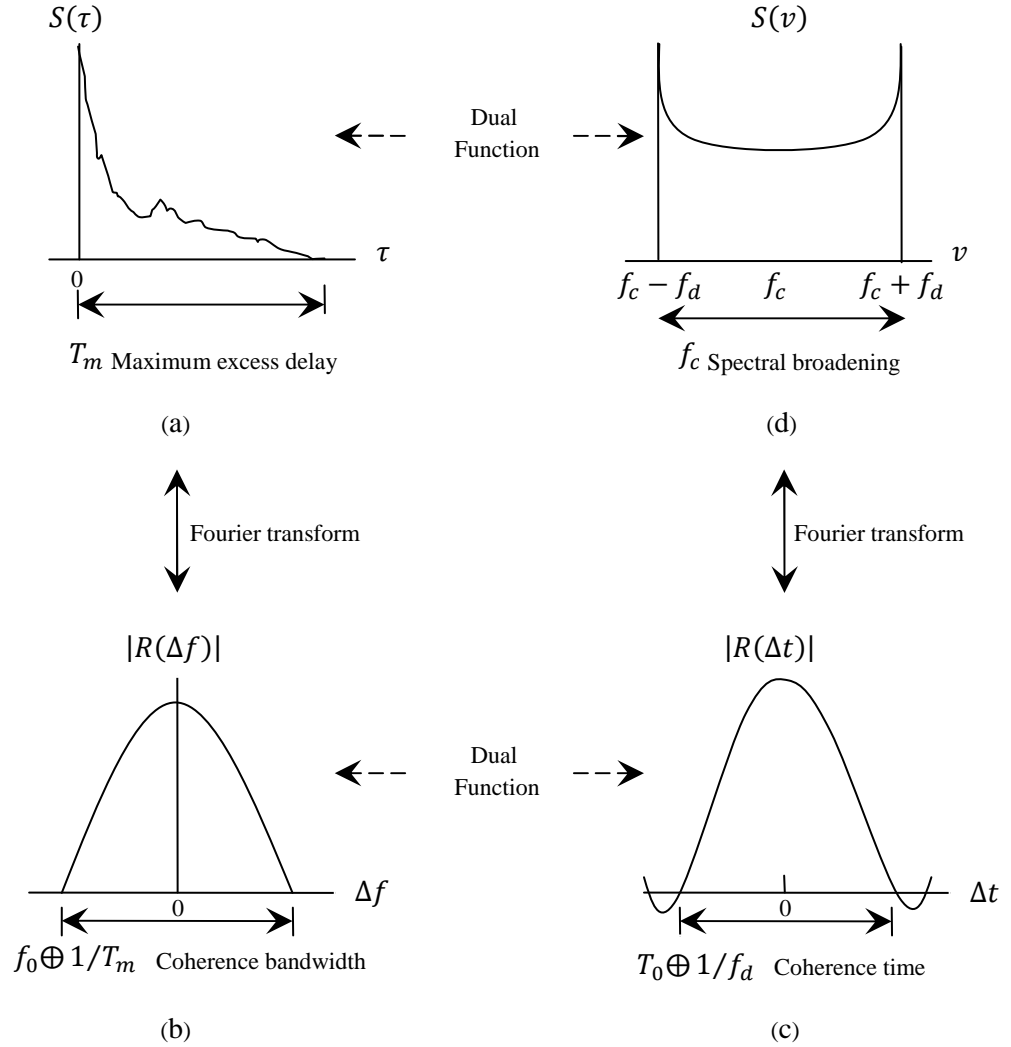 S(τ)
τ
0
T_m Maximum excess delay
(a)
Dual
Function
S(v)
v
f_c − f_d
f_c
f_c + f_d
f_c Spectral broadening
(d)
Fourier transform
Fourier transform
|R(Δf)|
Δf
0
f_0⊕1/T_m Coherence bandwidth
(b)
Dual
Function
|R(Δt)|
Δt
0
T_0⊕1/f_d Coherence time
(c)